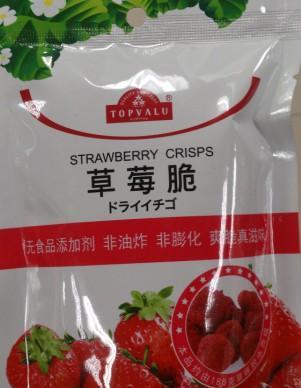 TOPVALU
®
STRAWBERRY CRISPS
草莓脆
ドライイチゴ
无食品添加剂 非油炸 非膨化 爽脆真滋味